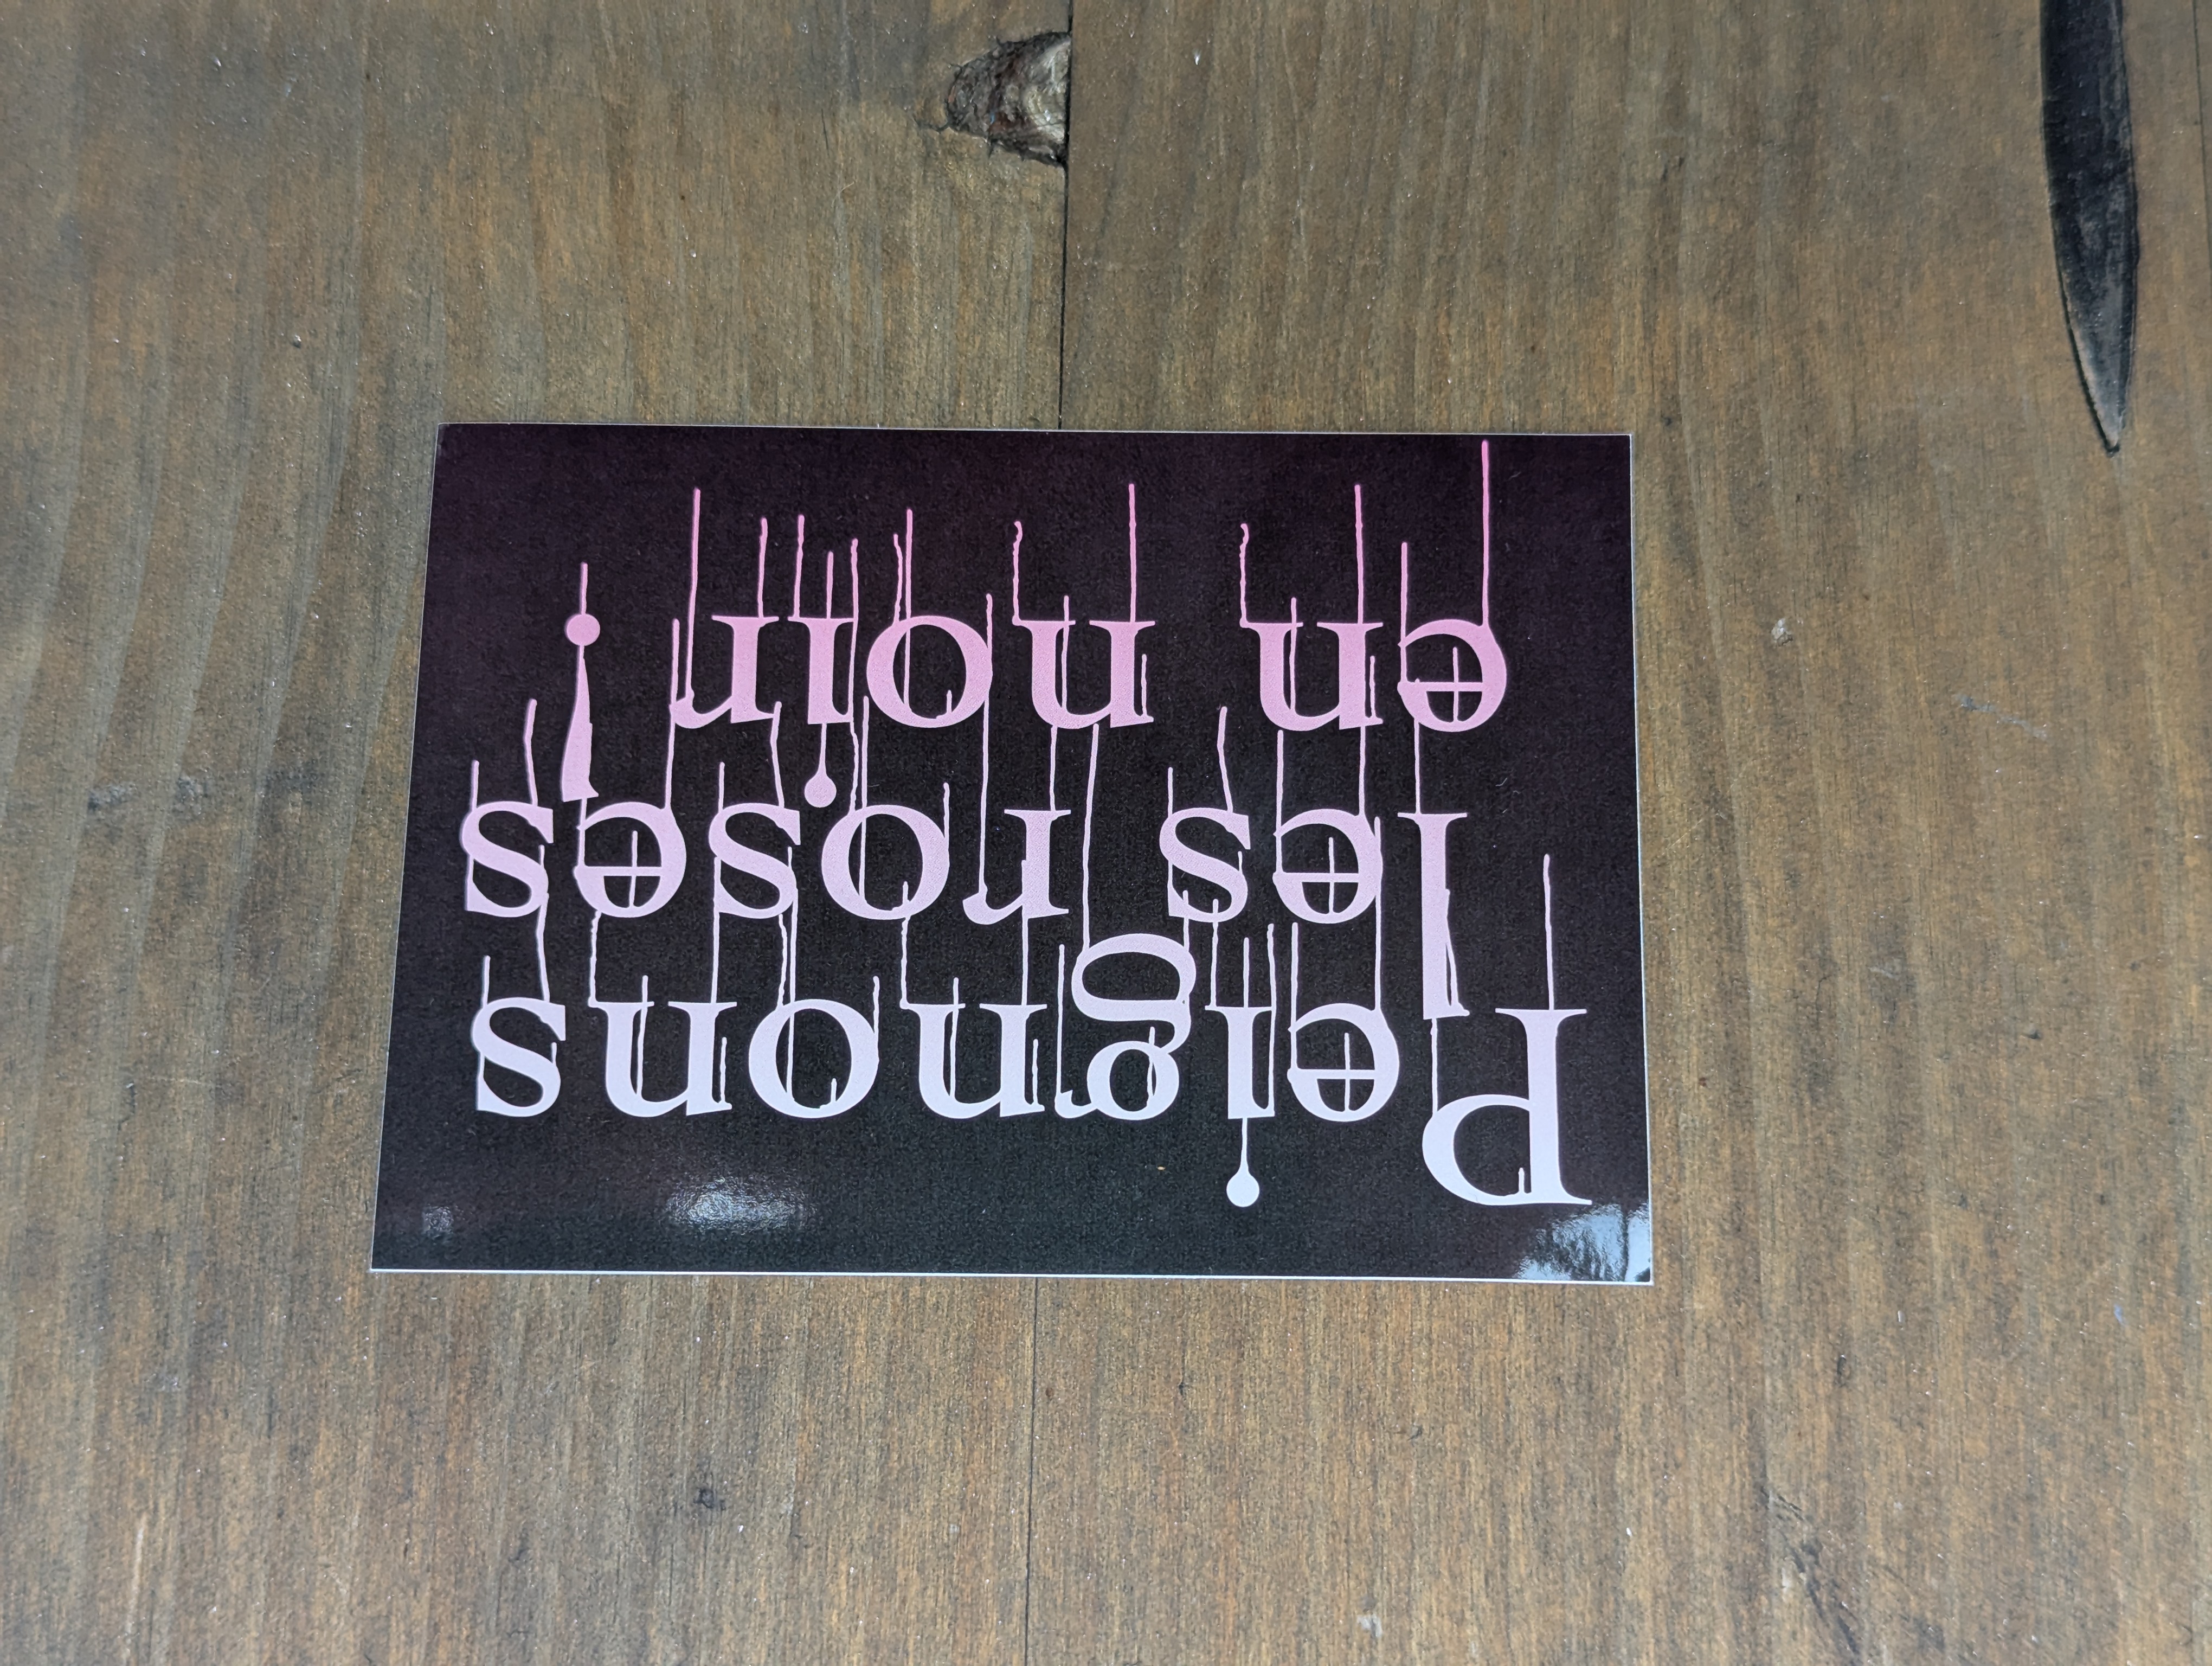 Peignons
les roses
en noir !